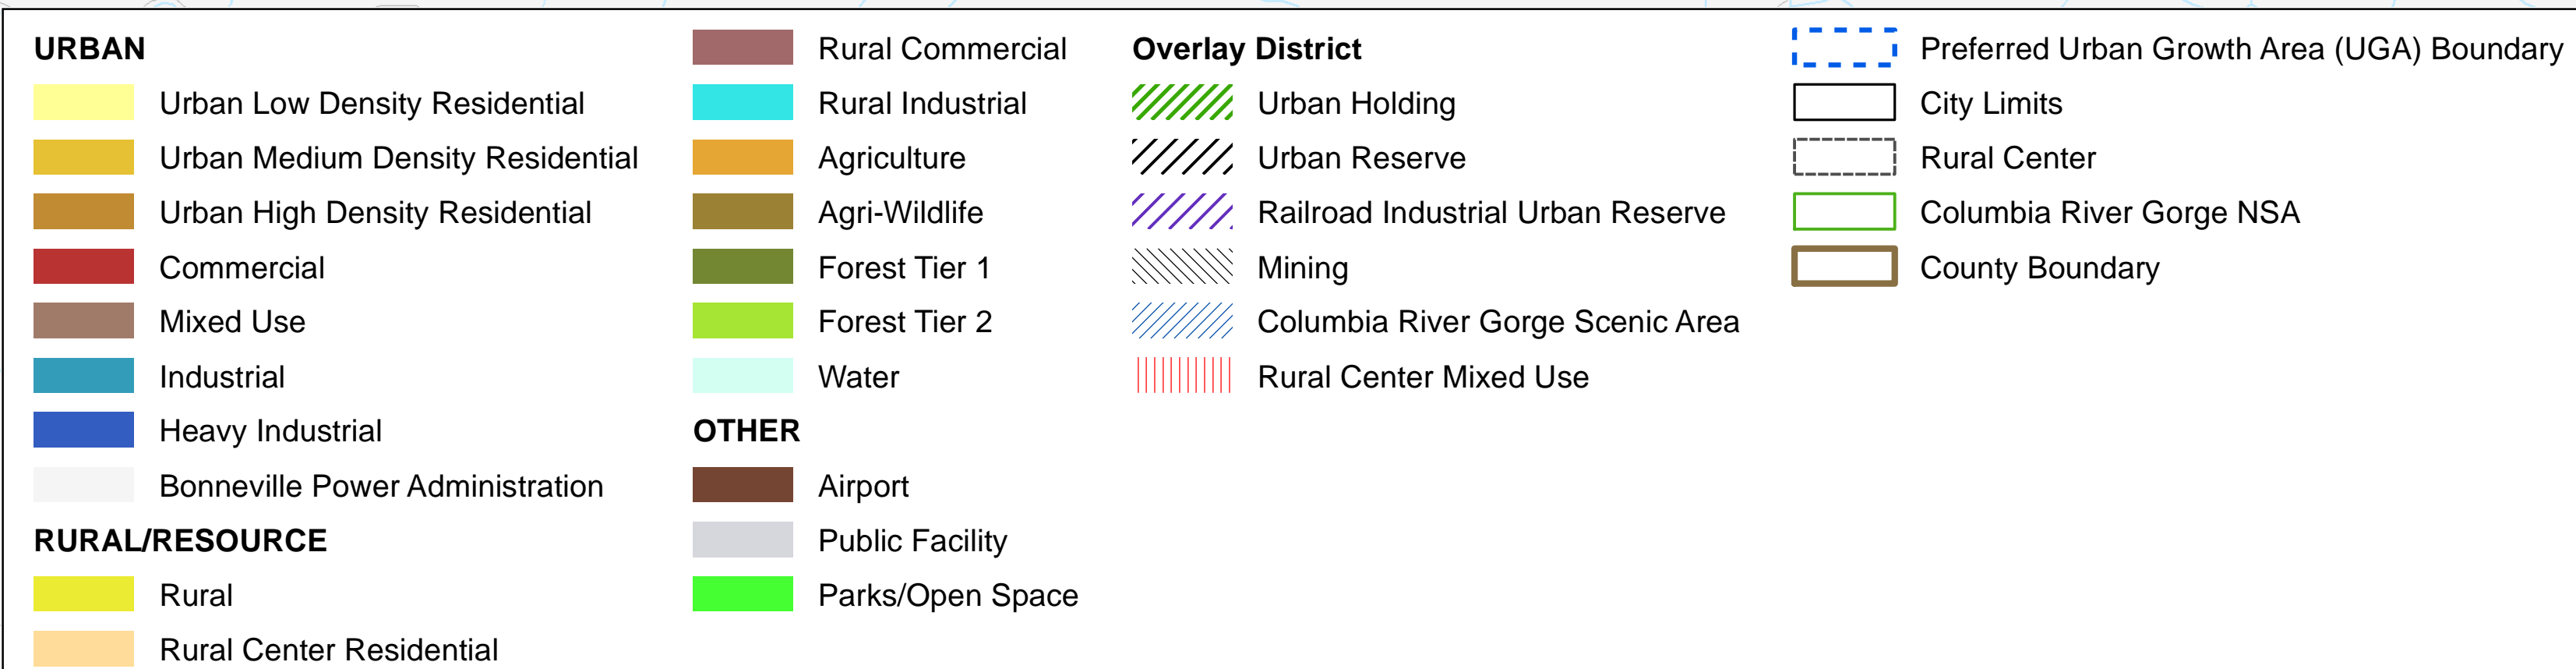 URBAN
Urban Low Density Residential
Urban Medium Density Residential
Urban High Density Residential
Commercial
Mixed Use
Industrial
Heavy Industrial
Bonneville Power Administration
RURAL/RESOURCE
Rural
Rural Center Residential
Rural Commercial
Rural Industrial
Agriculture
Agri-Wildlife
Forest Tier 1
Forest Tier 2
Water
OTHER
Airport
Public Facility
Parks/Open Space
Overlay District
Urban Holding
Urban Reserve
Railroad Industrial Urban Reserve
Mining
Columbia River Gorge Scenic Area
Rural Center Mixed Use
Preferred Urban Growth Area (UGA) Boundary
City Limits
Rural Center
Columbia River Gorge NSA
County Boundary